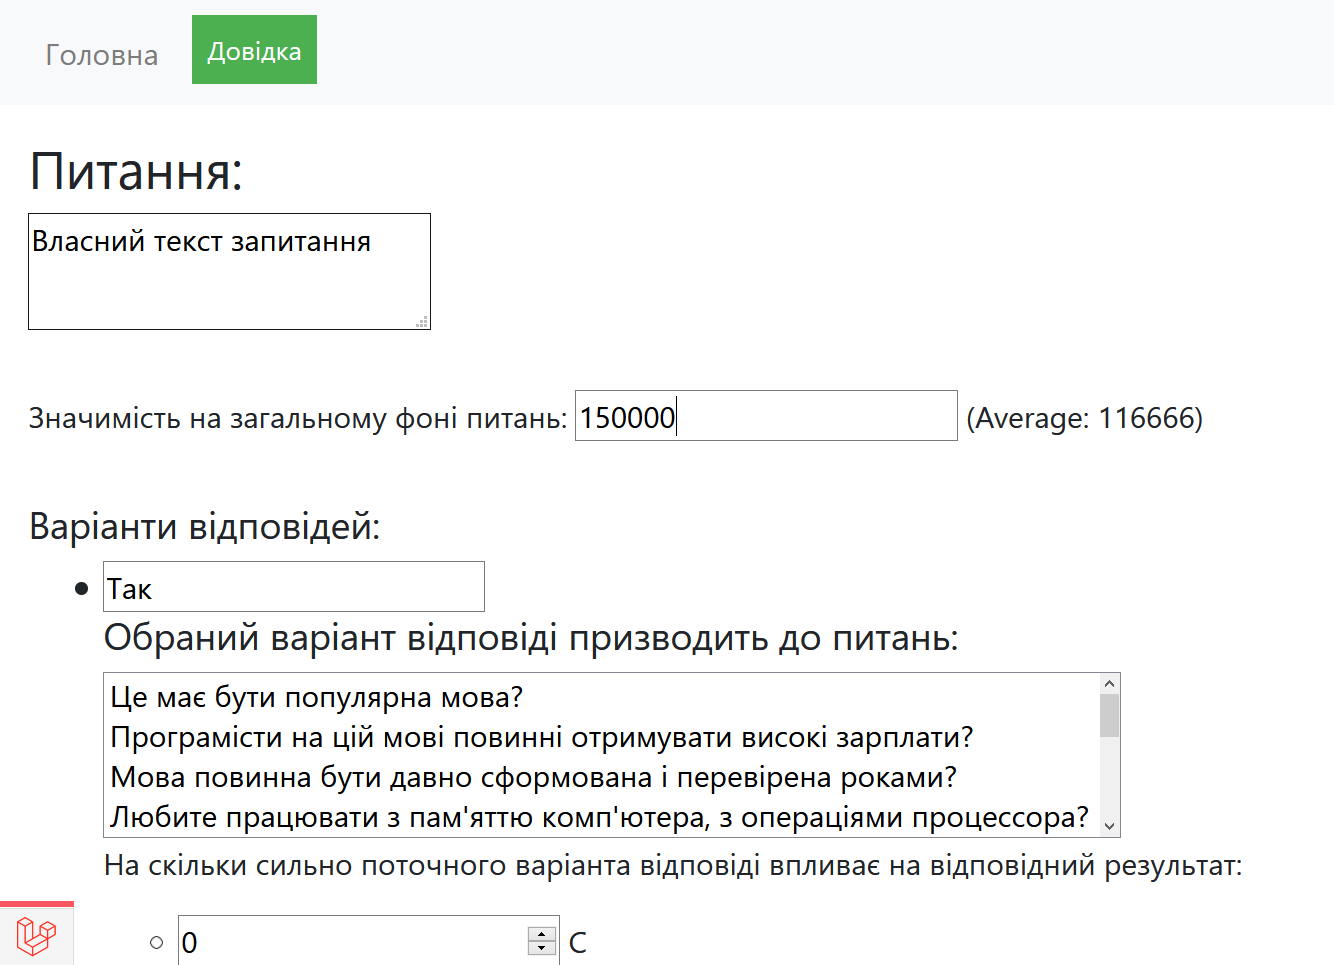 Головна Довідка
Питання:
Власний текст запитання
Значимість на загальному фоні питань: 150000 (Average: 116666)
Варіанти відповідей:
Так
Обраний варіант відповіді призводить до питань:
Це має бути популярна мова?
Програмісти на цій мові повинні отримувати високі зарплати?
Мова повинна бути давно сформована і перевірена роками?
Любите працювати з пам'яттю комп'ютера, з операціями процессора?
На скільки сильно поточного варіанта відповіді впливає на відповідний результат:
0 C